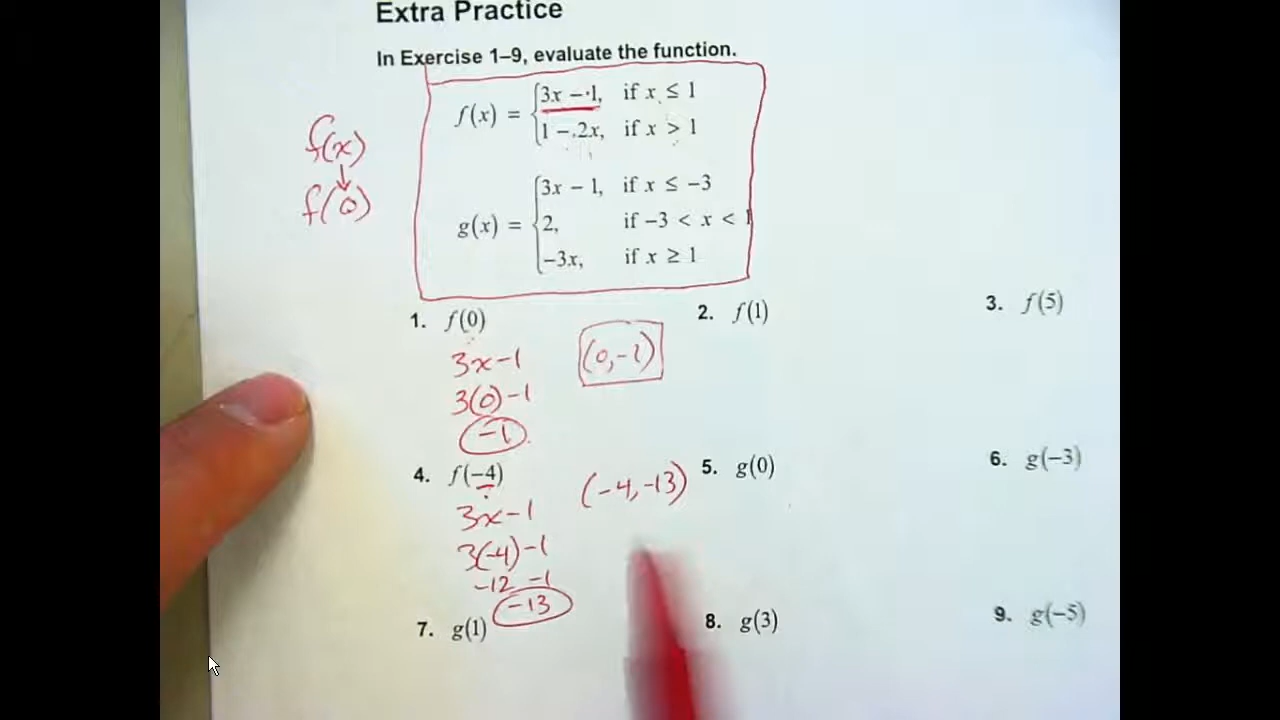 Extra Practice
In Exercise 1–9, evaluate the function.
f(x) = { 3x − 1, if x ≤ 1
1 − 2x, if x > 1
g(x) = { 3x − 1, if x ≤ −3
2, if −3 < x < 1
−3x, if x ≥ 1
f(x)
↓
f(0)
1. f(0)
3x-1
3(0)-1
-1
(0,-1)
2. f(1)
3. f(5)
4. f(−4)
3x-1
3(-4)-1
-12 -1
-13
(-4,-13)
5. g(0)
6. g(−3)
7. g(1)
8. g(3)
9. g(−5)